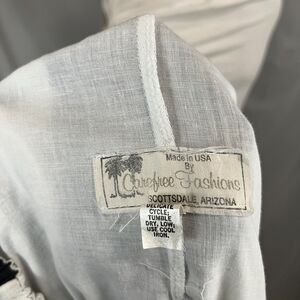 Made in USA
By
Carefree Fashions
SCOTTSDALE, ARIZONA
DELICATE
CYCLE;
TUMBLE
DRY, LOW;
USE COOL
IRON.